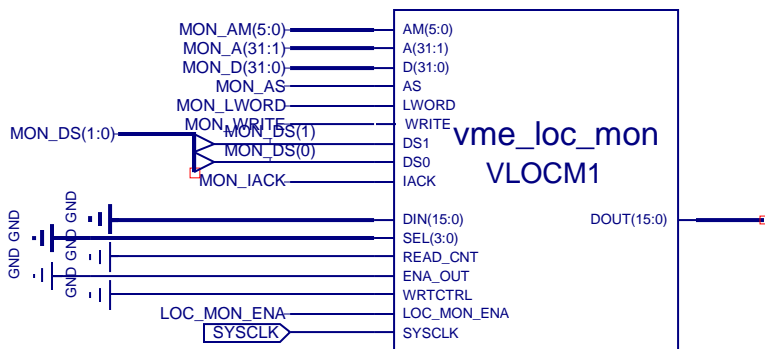 MON_AM(5:0) AM(5:0)
MON_A(31:1) A(31:1)
MON_D(31:0) D(31:0)
MON_AS AS
MON_LWORD LWORD
MON_WRITE WRITE
vme_loc_mon
MON_DS(1:0) MON_DS(1) DS1
MON_DS(0) DS0
VLOCM1
MON_IACK IACK
GND DIN(15:0) DOUT(15:0)
GND GND SEL(3:0)
GND READ_CNT
GND ENA_OUT
GND WRTCTRL
LOC_MON_ENA LOC_MON_ENA
SYSCLK SYSCLK